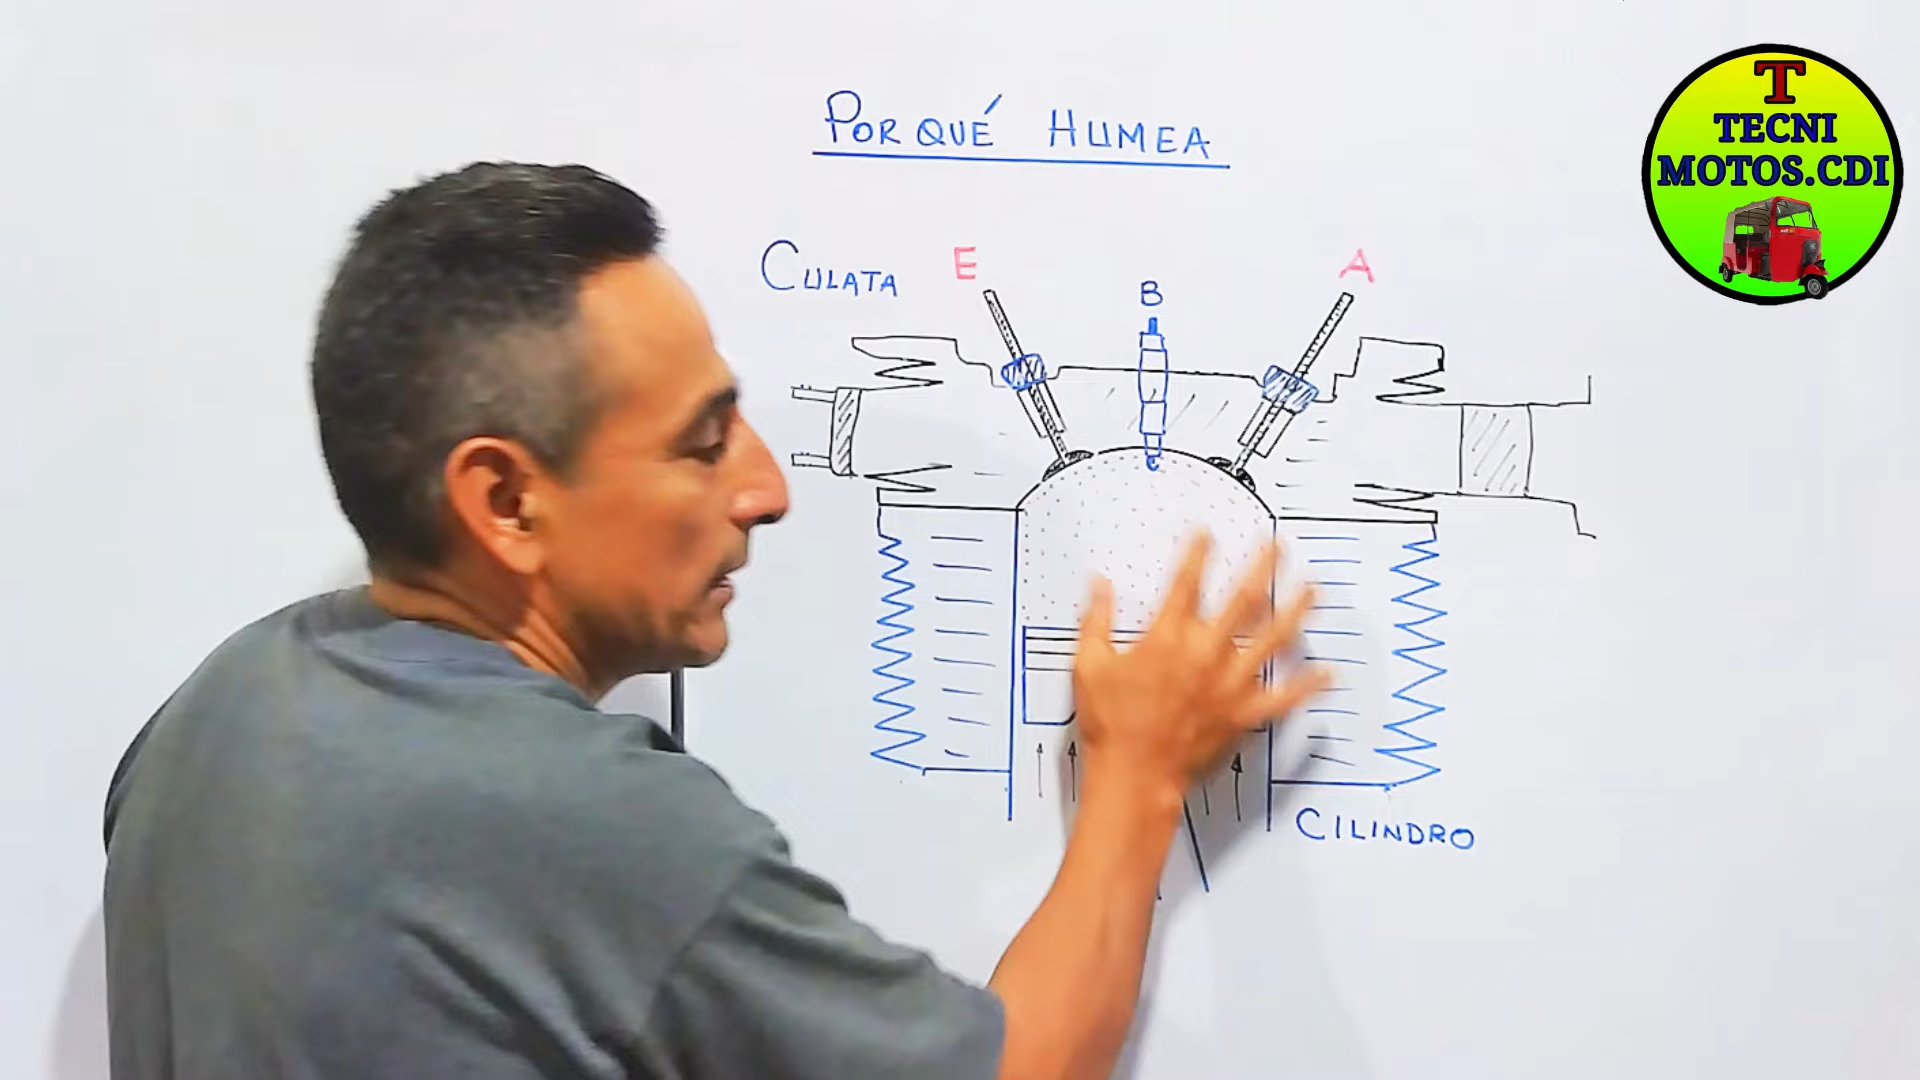 POR QUÉ HUMEA
CULATA
E
B
A
CILINDRO
T
TECNI
MOTOS.CDI